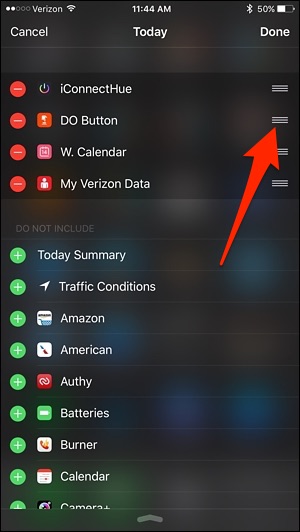 Verizon 11:44 AM 50%
Cancel Today Done
iConnectHue
DO Button
W. Calendar
My Verizon Data
DO NOT INCLUDE
Today Summary
Traffic Conditions
Amazon
American
Authy
Batteries
Burner
Calendar
Camera+